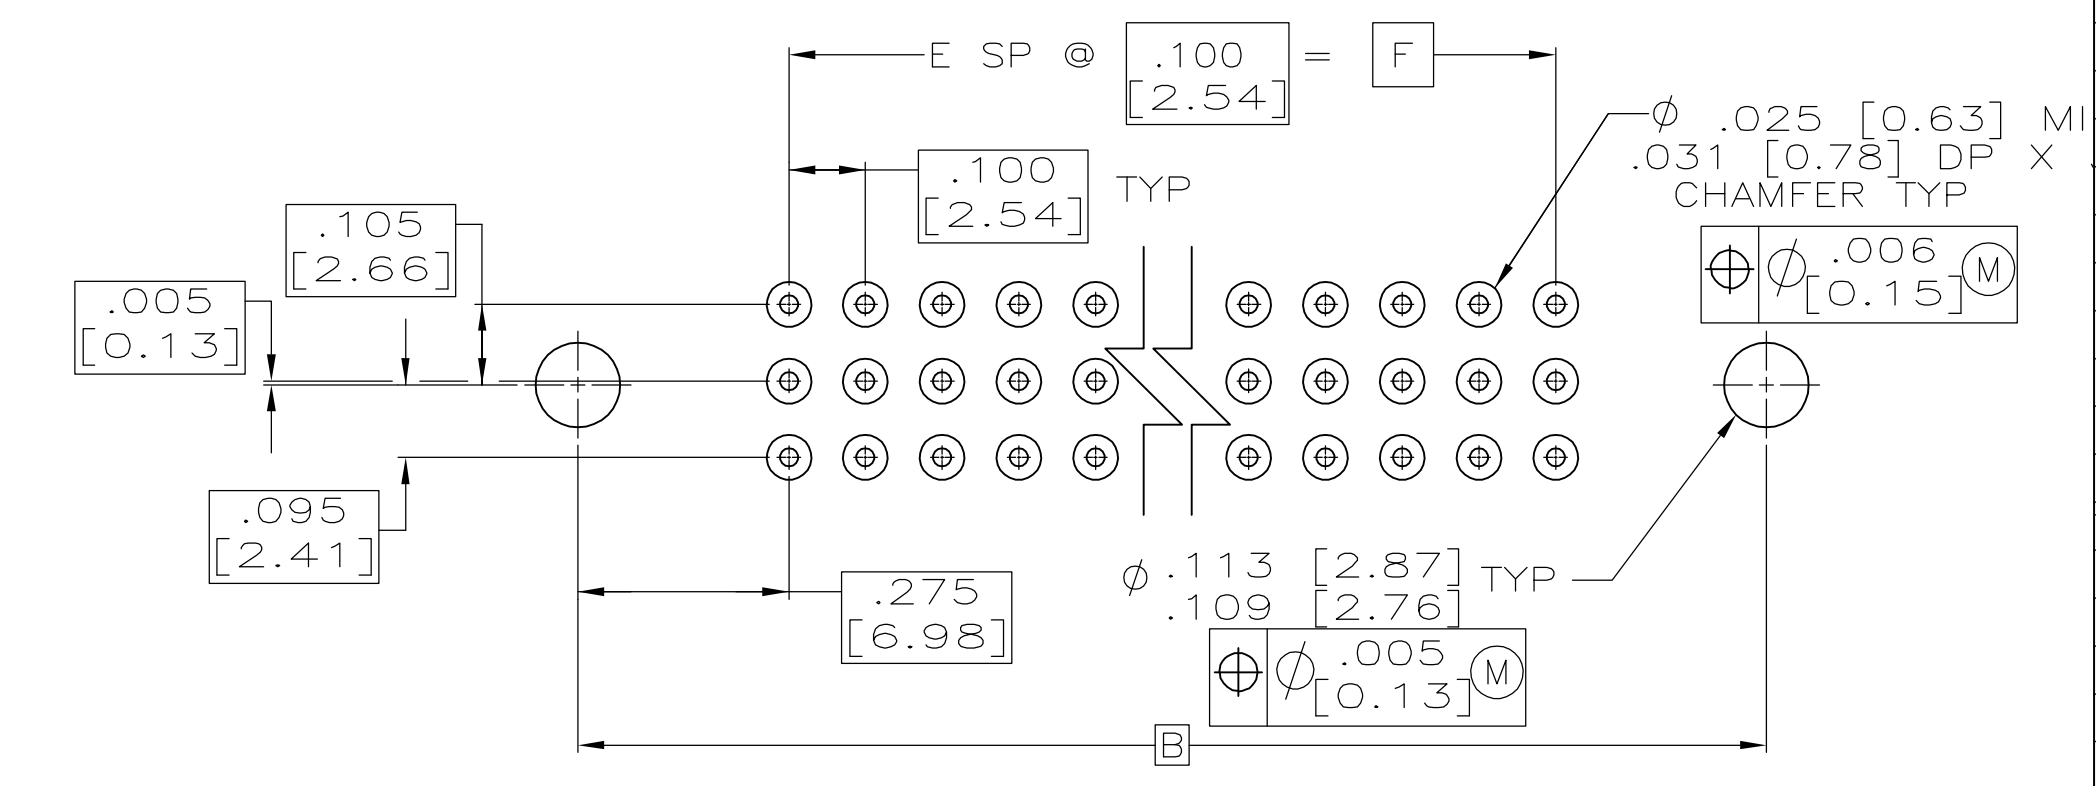 E SP @ .100 = F
[2.54]
⌀ .025 [0.63]
.031 [0.78] DP X
CHAMFER TYP
.100 TYP
[2.54]
.105
[2.66]
⌖ ⌀ .006 Ⓜ
[0.15]
.005
[0.13]
.095
[2.41]
⌀ .113 [2.87] TYP
.109 [2.76]
.275
[6.98]
⌖ ⌀ .005 Ⓜ
[0.13]
B